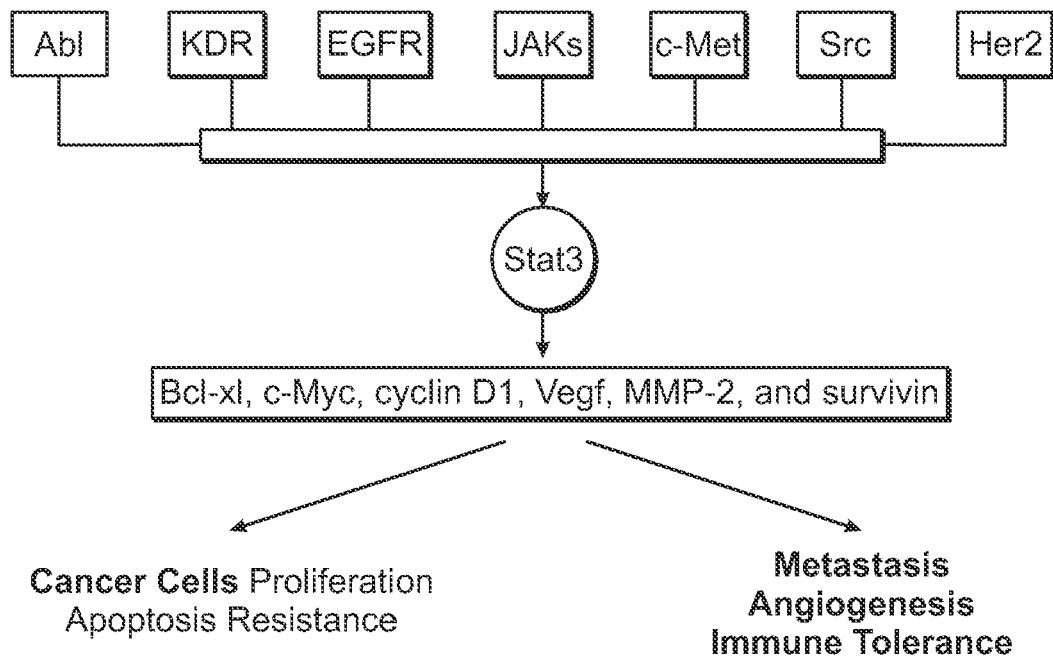 Abl KDR EGFR JAKs c-Met Src Her2
Stat3
Bcl-xl, c-Myc, cyclin D1, Vegf, MMP-2, and survivin
Cancer Cells Proliferation
Apoptosis Resistance
Metastasis
Angiogenesis
Immune Tolerance